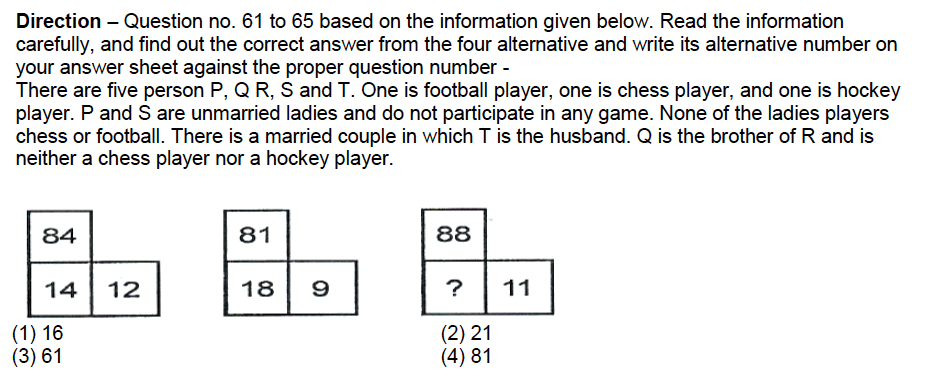 Direction – Question no. 61 to 65 based on the information given below. Read the information
carefully, and find out the correct answer from the four alternative and write its alternative number on
your answer sheet against the proper question number -
There are five person P, Q R, S and T. One is football player, one is chess player, and one is hockey
player. P and S are unmarried ladies and do not participate in any game. None of the ladies players
chess or football. There is a married couple in which T is the husband. Q is the brother of R and is
neither a chess player nor a hockey player.
84 81 88
14 12 18 9 ? 11
(1) 16 (2) 21
(3) 61 (4) 81